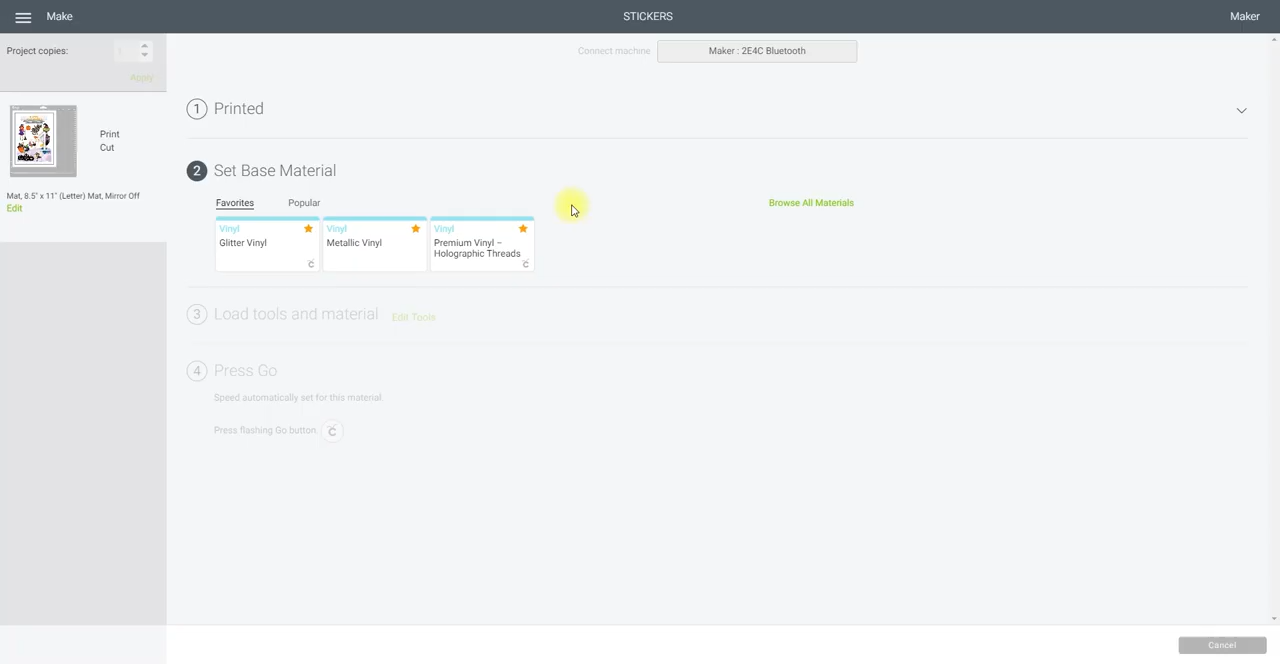 Make
STICKERS
Maker
Project copies:
Apply
Connect machine
Maker : 2E4C Bluetooth
1 Printed
Print
Cut
Mat, 8.5" x 11" (Letter) Mat, Mirror Off
Edit
2 Set Base Material
Favorites
Popular
Browse All Materials
Vinyl
Glitter Vinyl
Vinyl
Metallic Vinyl
Vinyl
Premium Vinyl –
Holographic Threads
3 Load tools and material
Edit Tools
4 Press Go
Speed automatically set for this material.
Press flashing Go button
Cancel